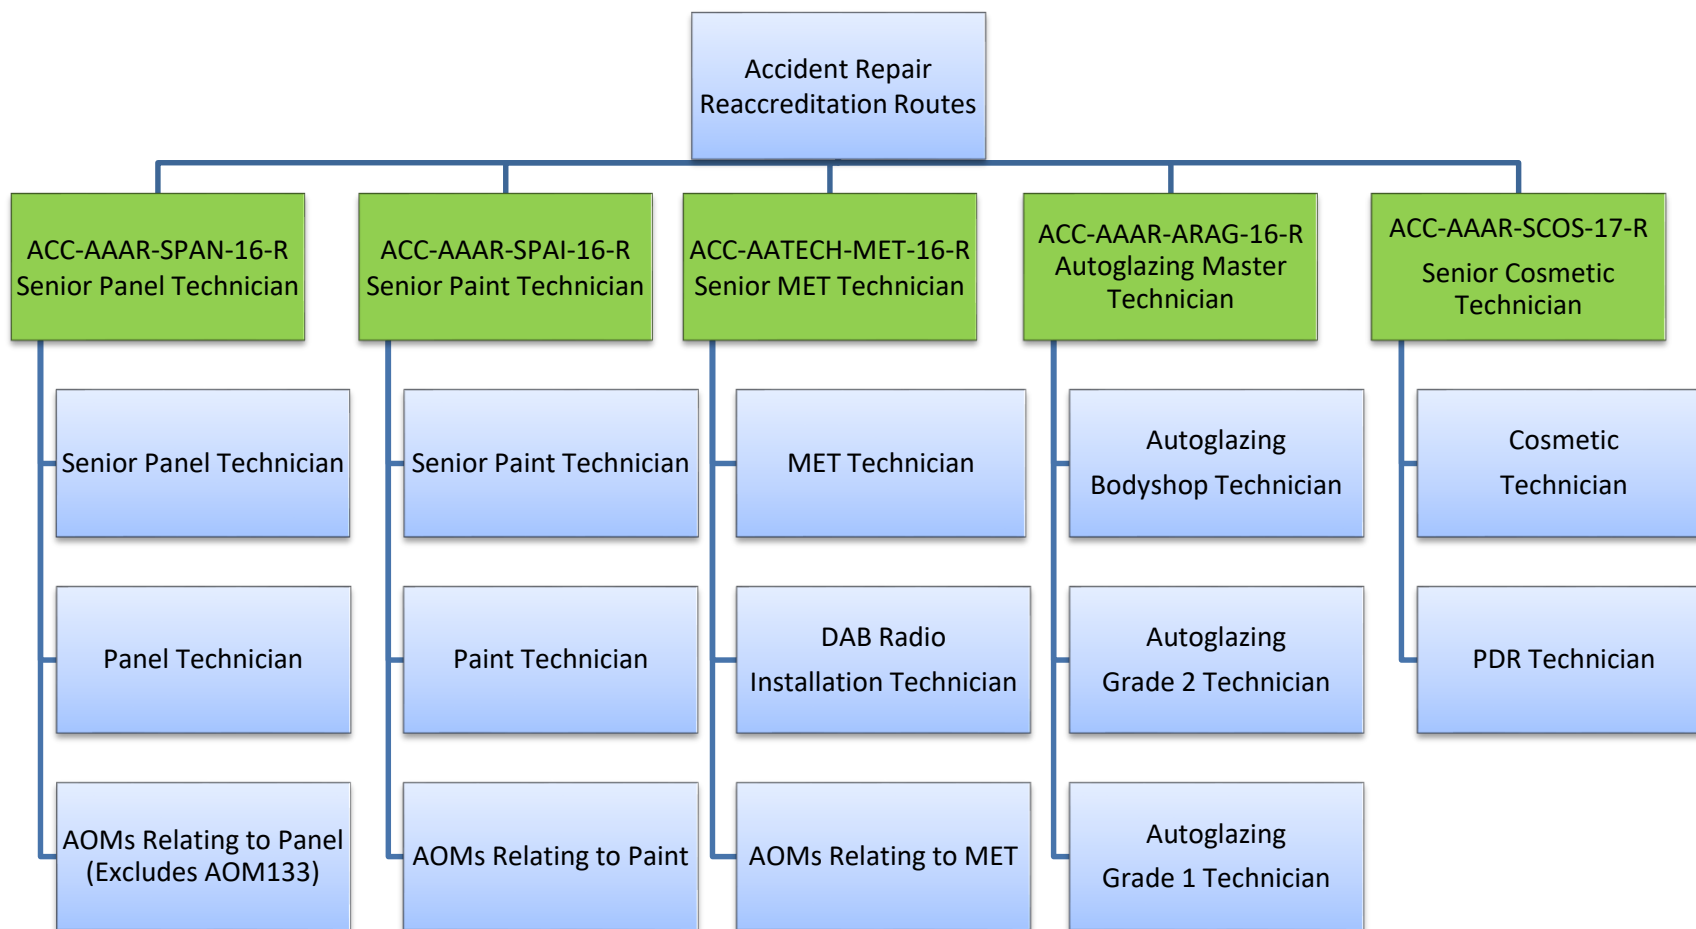 Accident Repair
Reaccreditation Routes
ACC-AAAR-SPAN-16-R
Senior Panel Technician
ACC-AAAR-SPAI-16-R
Senior Paint Technician
ACC-AATECH-MET-16-R
Senior MET Technician
ACC-AAAR-ARAG-16-R
Autoglazing Master
Technician
ACC-AAAR-SCOS-17-R
Senior Cosmetic
Technician
Senior Panel Technician
Senior Paint Technician
MET Technician
Autoglazing
Bodyshop Technician
Cosmetic
Technician
Panel Technician
Paint Technician
DAB Radio
Installation Technician
Autoglazing
Grade 2 Technician
PDR Technician
AOMs Relating to Panel
(Excludes AOM133)
AOMs Relating to Paint
AOMs Relating to MET
Autoglazing
Grade 1 Technician